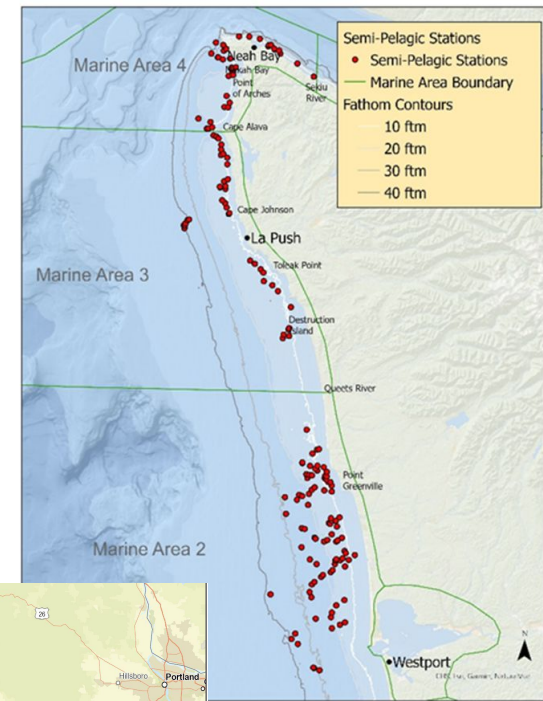 Semi-Pelagic Stations
Semi-Pelagic Stations
Marine Area Boundary
Fathom Contours
10 ftm
20 ftm
30 ftm
40 ftm
Marine Area 4
Neah Bay
Point
of Arches
Sekiu
River
Cape Alava
Cape Johnson
La Push
Marine Area 3
Toleak Point
Destruction
Island
Queets River
Point
Greenville
Marine Area 2
26
Hillsboro
Portland
N
Westport